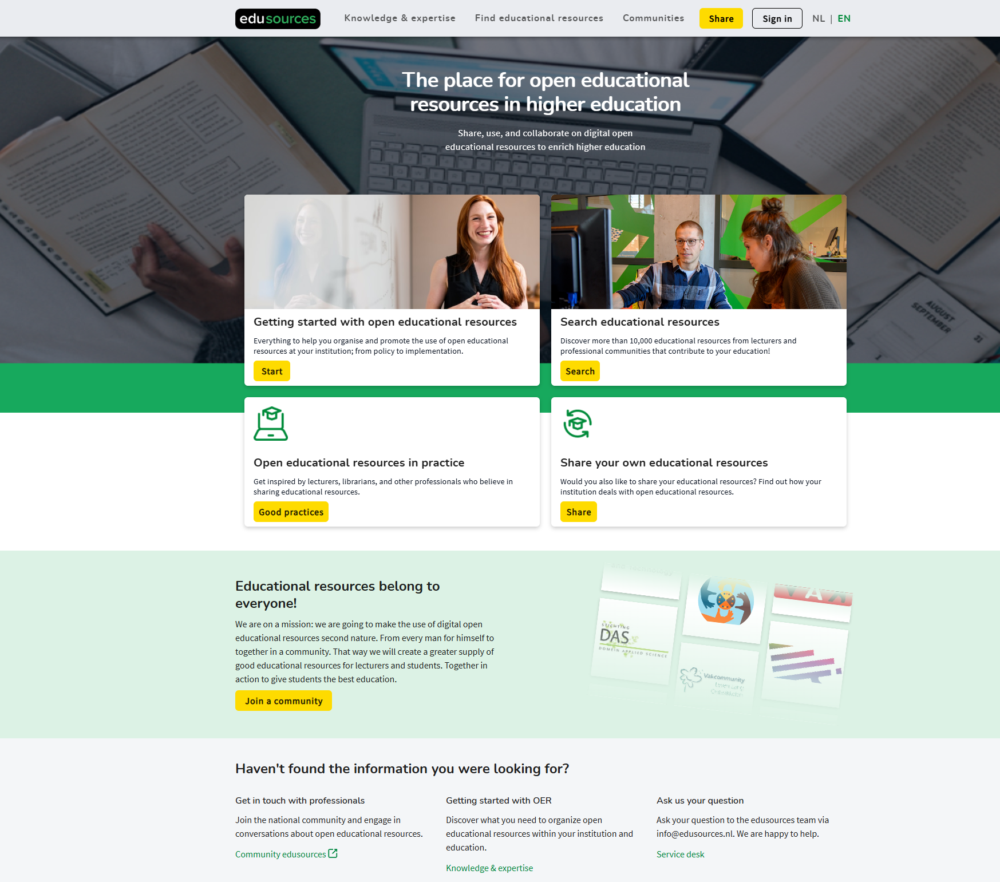 edusources
Knowledge & expertise
Find educational resources
Communities
Share
Sign in
NL | EN
The place for open educational
resources in higher education
Share, use, and collaborate on digital open
educational resources to enrich higher education
AUGUST
SEPTEMBER
31
Getting started with open educational resources
Everything to help you organise and promote the use of open educational
resources at your institution; from policy to implementation.
Start
Search educational resources
Discover more than 10,000 educational resources from lecturers and
professional communities that contribute to your education!
Search
Open educational resources in practice
Get inspired by lecturers, librarians, and other professionals who believe in
sharing educational resources.
Good practices
Share your own educational resources
Would you also like to share your educational resources? Find out how your
institution deals with open educational resources.
Share
Educational resources belong to
everyone!
We are on a mission: we are going to make the use of digital open
educational resources second nature. From every man for himself to
together in a community. That way we will create a greater supply of
good educational resources for lecturers and students. Together in
action to give students the best education.
Join a community
STICHTING
DAS
DOMEIN APPLIED SCIENCE
Vakcommunity
Leven Lang
Ontwikkelen
Haven't found the information you were looking for?
Get in touch with professionals
Join the national community and engage in
conversations about open educational resources.
Community edusources
Getting started with OER
Discover what you need to organize open
educational resources within your institution and
education.
Knowledge & expertise
Ask us your question
Ask your question to the edusources team via
info@edusources.nl. We are happy to help.
Service desk